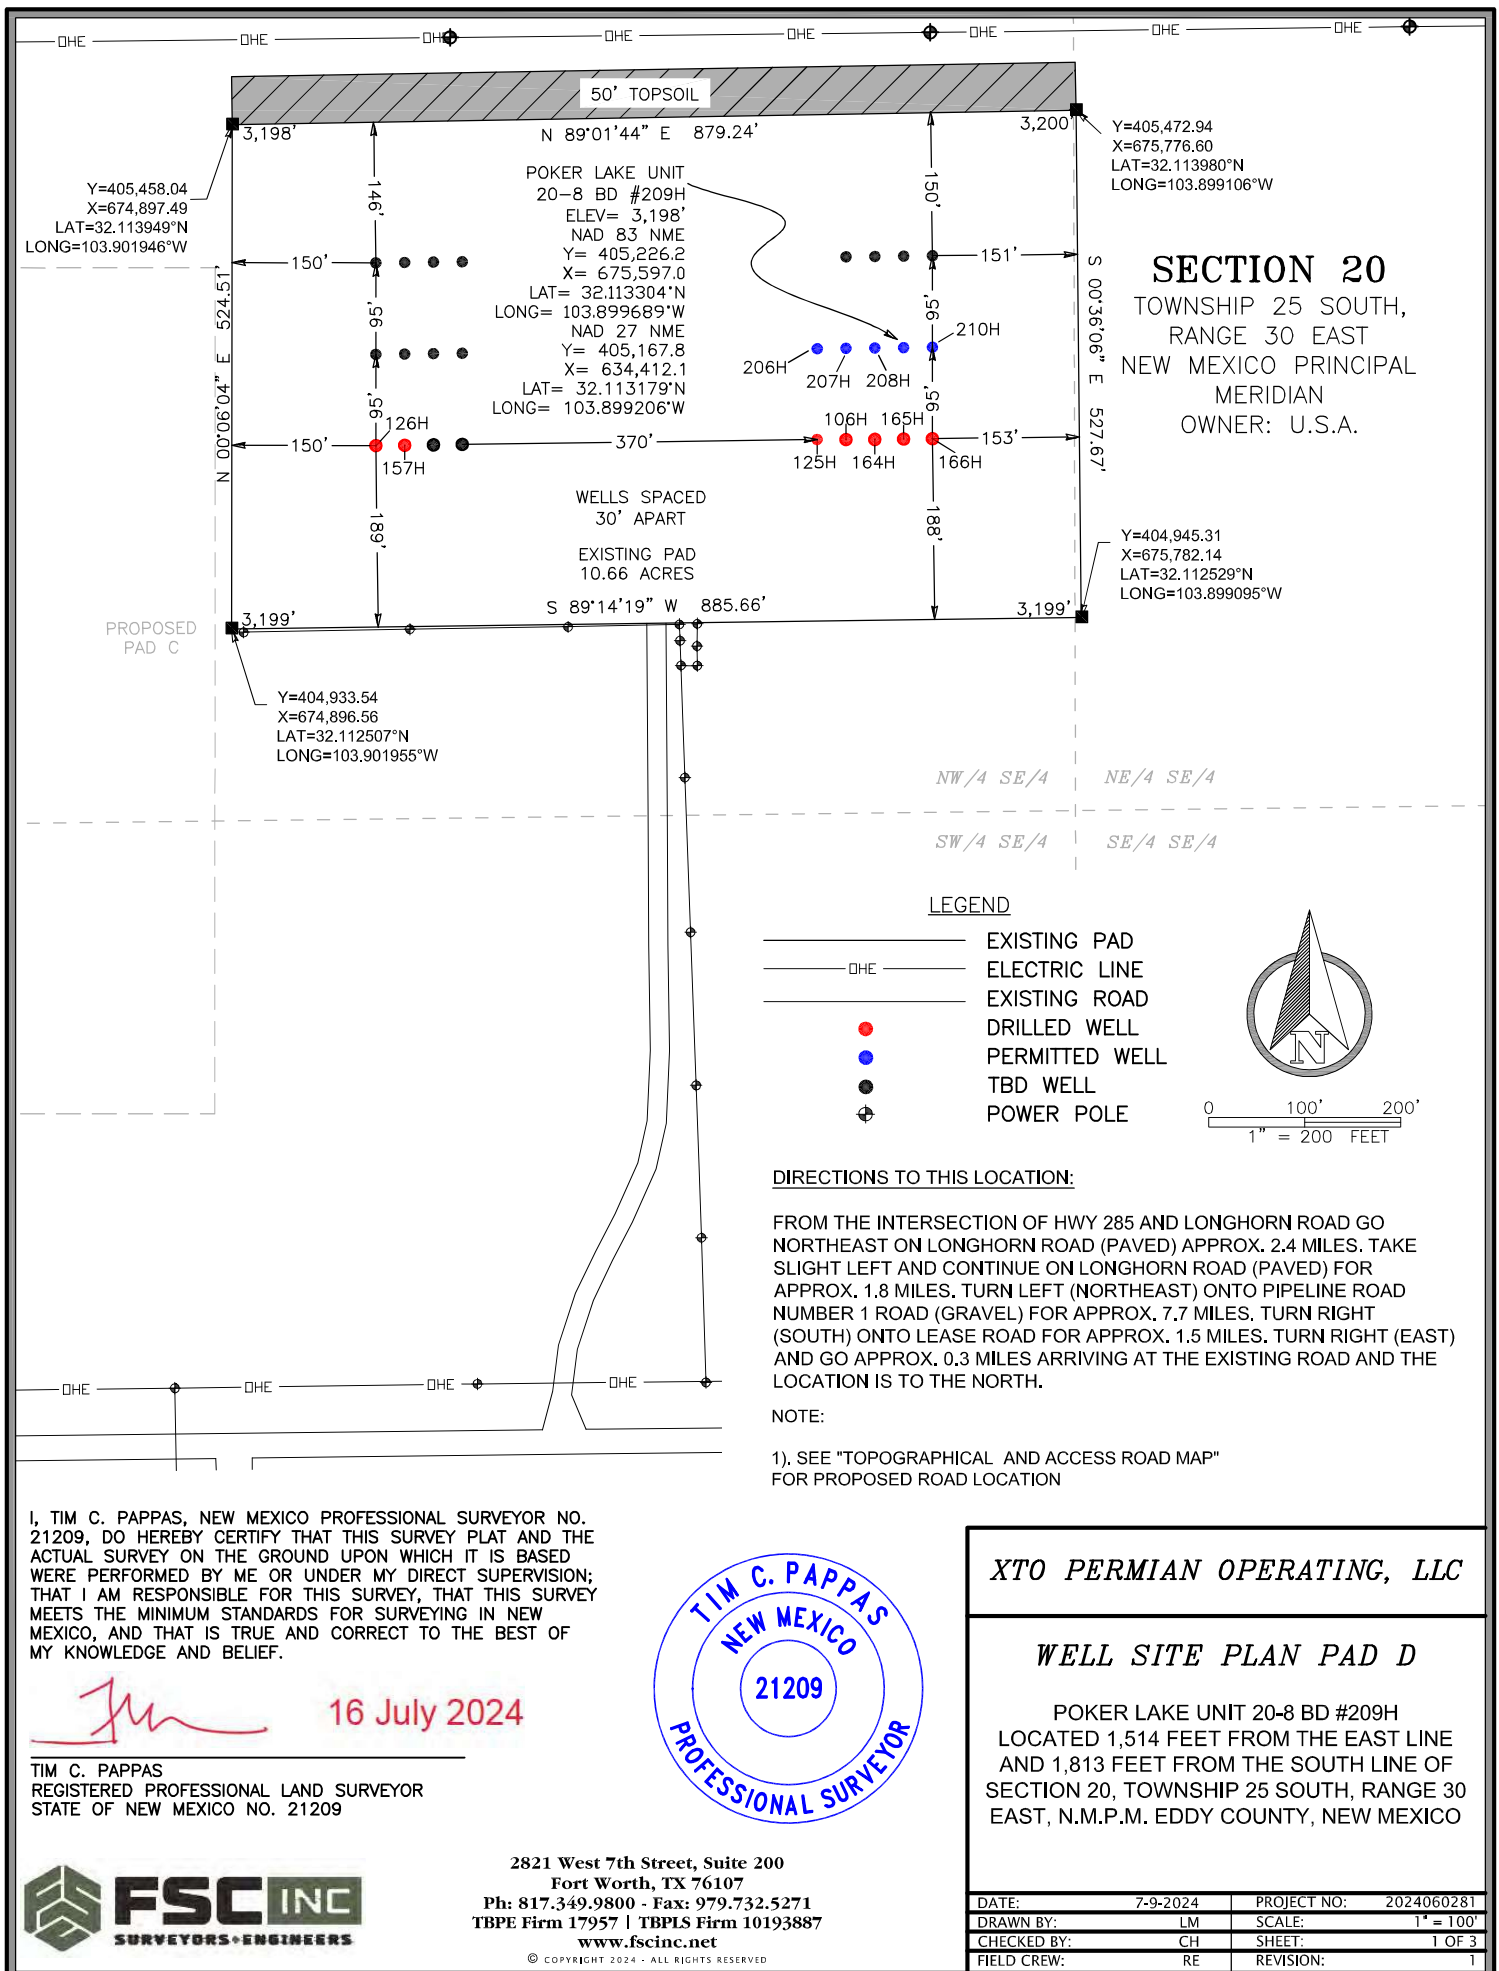 OHE OHE OHE OHE OHE OHE OHE OHE
50' TOPSOIL
3,198'
N 89°01'44" E 879.24'
3,200'
Y=405,472.94
X=675,776.60
LAT=32.113980°N
LONG=103.899106°W
Y=405,458.04
X=674,897.49
LAT=32.113949°N
LONG=103.901946°W
POKER LAKE UNIT
20-8 BD #209H
ELEV= 3,198'
NAD 83 NME
Y= 405,226.2
X= 675,597.0
LAT= 32.113304°N
LONG= 103.899689°W
NAD 27 NME
Y= 405,167.8
X= 634,412.1
LAT= 32.113179°N
LONG= 103.899206°W
146'
150'
150'
151'
95'
95'
N 00°06'04" E 524.51'
S 00°36'06" E 527.67'
SECTION 20
TOWNSHIP 25 SOUTH,
RANGE 30 EAST
NEW MEXICO PRINCIPAL
MERIDIAN
OWNER: U.S.A.
210H
206H
207H 208H
95'
95'
126H
106H 165H
150'
370'
153'
157H
125H 164H 166H
189'
188'
WELLS SPACED
30' APART
EXISTING PAD
10.66 ACRES
S 89°14'19" W 885.66'
3,199'
3,199'
Y=404,945.31
X=675,782.14
LAT=32.112529°N
LONG=103.899095°W
PROPOSED
PAD C
Y=404,933.54
X=674,896.56
LAT=32.112507°N
LONG=103.901955°W
NW/4 SE/4 NE/4 SE/4
SW/4 SE/4 SE/4 SE/4
LEGEND
EXISTING PAD
OHE ELECTRIC LINE
EXISTING ROAD
DRILLED WELL
PERMITTED WELL
TBD WELL
POWER POLE
N
0 100' 200'
1" = 200 FEET
DIRECTIONS TO THIS LOCATION:
FROM THE INTERSECTION OF HWY 285 AND LONGHORN ROAD GO
NORTHEAST ON LONGHORN ROAD (PAVED) APPROX. 2.4 MILES. TAKE
SLIGHT LEFT AND CONTINUE ON LONGHORN ROAD (PAVED) FOR
APPROX. 1.8 MILES. TURN LEFT (NORTHEAST) ONTO PIPELINE ROAD
NUMBER 1 ROAD (GRAVEL) FOR APPROX. 7.7 MILES. TURN RIGHT
(SOUTH) ONTO LEASE ROAD FOR APPROX. 1.5 MILES. TURN RIGHT (EAST)
AND GO APPROX. 0.3 MILES ARRIVING AT THE EXISTING ROAD AND THE
LOCATION IS TO THE NORTH.
OHE OHE OHE OHE
NOTE:
1). SEE "TOPOGRAPHICAL AND ACCESS ROAD MAP"
FOR PROPOSED ROAD LOCATION
I, TIM C. PAPPAS, NEW MEXICO PROFESSIONAL SURVEYOR NO.
21209, DO HEREBY CERTIFY THAT THIS SURVEY PLAT AND THE
ACTUAL SURVEY ON THE GROUND UPON WHICH IT IS BASED
WERE PERFORMED BY ME OR UNDER MY DIRECT SUPERVISION;
THAT I AM RESPONSIBLE FOR THIS SURVEY, THAT THIS SURVEY
MEETS THE MINIMUM STANDARDS FOR SURVEYING IN NEW
MEXICO, AND THAT IS TRUE AND CORRECT TO THE BEST OF
MY KNOWLEDGE AND BELIEF.
16 July 2024
TIM C. PAPPAS
REGISTERED PROFESSIONAL LAND SURVEYOR
STATE OF NEW MEXICO NO. 21209
TIM C. PAPPAS
NEW MEXICO
21209
PROFESSIONAL SURVEYOR
XTO PERMIAN OPERATING, LLC
WELL SITE PLAN PAD D
POKER LAKE UNIT 20-8 BD #209H
LOCATED 1,514 FEET FROM THE EAST LINE
AND 1,813 FEET FROM THE SOUTH LINE OF
SECTION 20, TOWNSHIP 25 SOUTH, RANGE 30
EAST, N.M.P.M. EDDY COUNTY, NEW MEXICO
DATE: 7-9-2024 PROJECT NO: 2024060281
DRAWN BY: LM SCALE: 1" = 100'
CHECKED BY: CH SHEET: 1 OF 3
FIELD CREW: RE REVISION: 1
FSC INC
SURVEYORS+ENGINEERS
2821 West 7th Street, Suite 200
Fort Worth, TX 76107
Ph: 817.349.9800 - Fax: 979.732.5271
TBPE Firm 17957 | TBPLS Firm 10193887
www.fscinc.net
© COPYRIGHT 2024 - ALL RIGHTS RESERVED